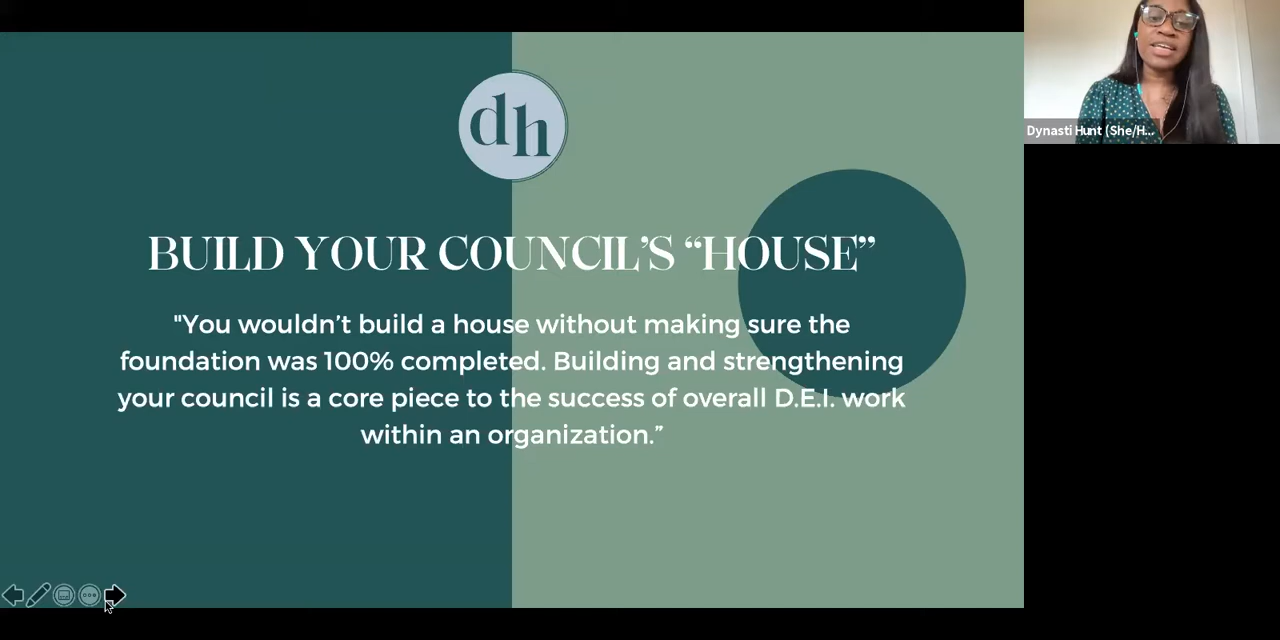 dh
BUILD YOUR COUNCIL’S “HOUSE”
"You wouldn’t build a house without making sure the
foundation was 100% completed. Building and strengthening
your council is a core piece to the success of overall D.E.I. work
within an organization.”
Dynasti Hunt (She/H...